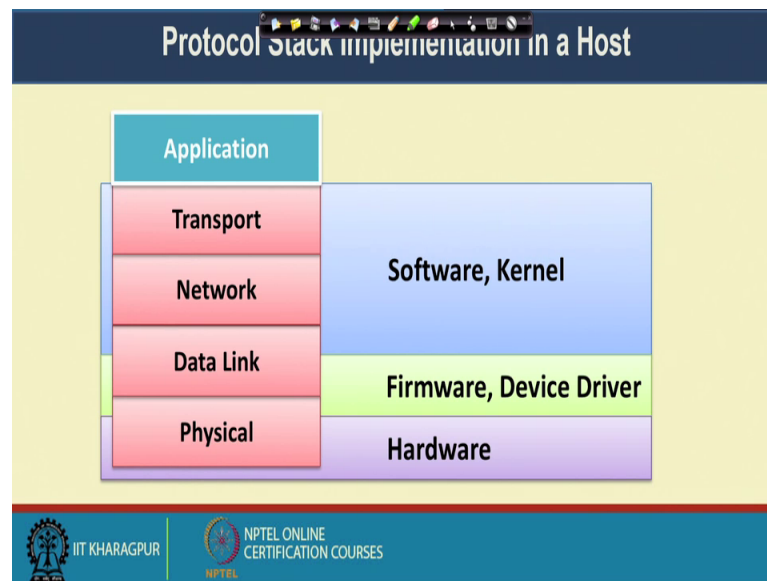 Protocol Stack Implementation in a Host
Application
Transport
Network
Software, Kernel
Data Link
Firmware, Device Driver
Physical
Hardware
IIT KHARAGPUR
NPTEL
NPTEL ONLINE
CERTIFICATION COURSES